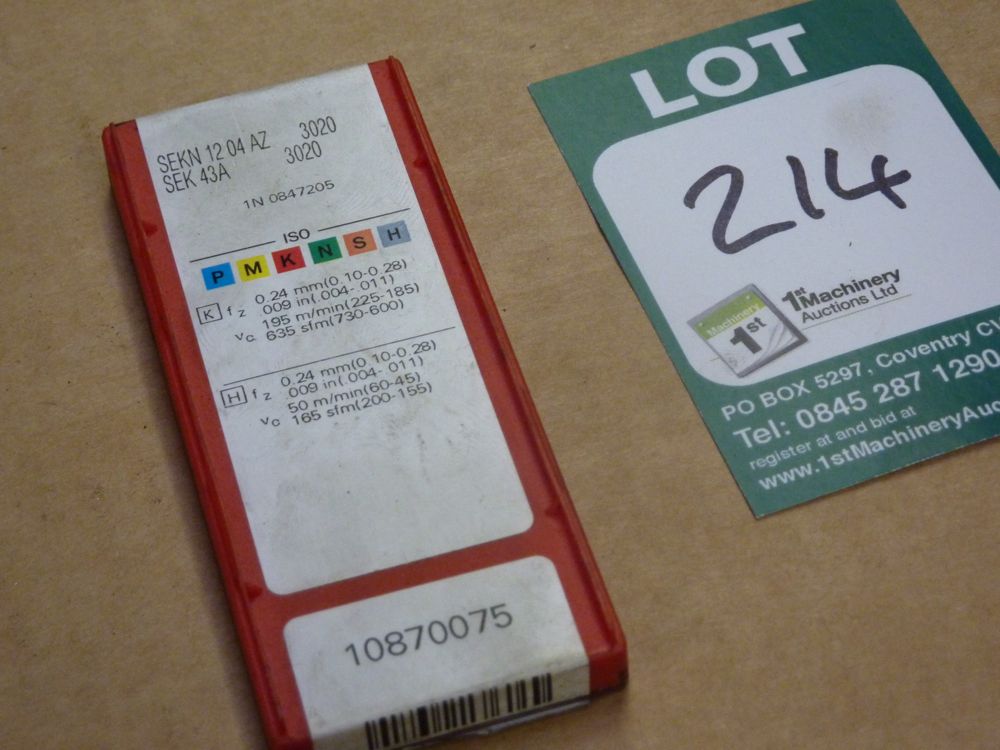 SEKN 12 04 AZ 3020
SEK 43A 3020
1N 0847205
ISO
P M K N S H
K fz 0.24 mm(0.10-0.28)
009 in(.004-.011)
vc 195 m/min(225-185)
635 sfm(730-600)
H fz 0.24 mm(0.10-0.28)
009 in(.004-.011)
vc 50 m/min(60-45)
165 sfm(200-155)
10870075
LOT
214
Machinery
1st
1st Machinery
Auctions Ltd
PO BOX 5297, Coventry
Tel: 0845 287 1290
register at and bid at
www.1stMachineryAuc